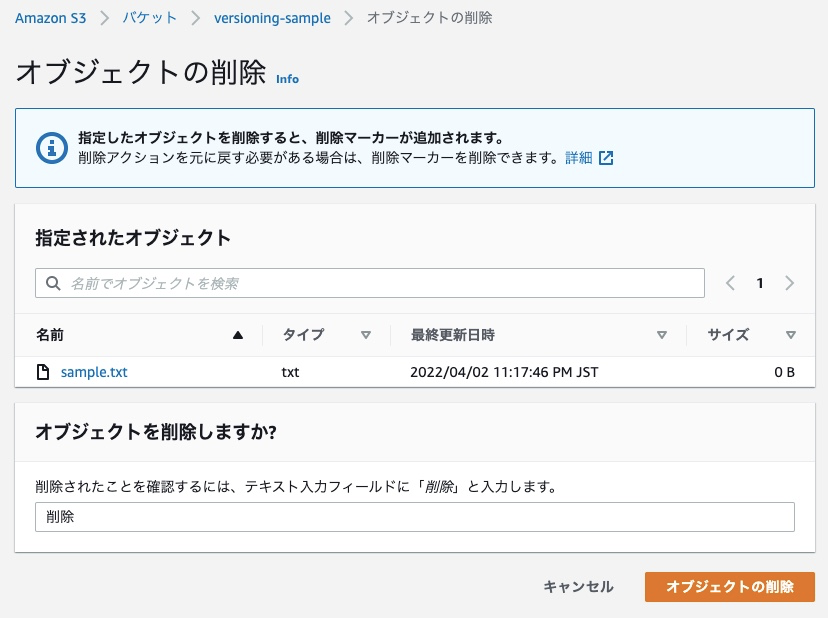 Amazon S3 > バケット > versioning-sample > オブジェクトの削除
オブジェクトの削除 Info
指定したオブジェクトを削除すると、削除マーカーが追加されます。
削除アクションを元に戻す必要がある場合は、削除マーカーを削除できます。詳細
指定されたオブジェクト
名前でオブジェクトを検索 < 1 >
名前 ▲ タイプ ▽ 最終更新日時 ▽ サイズ ▽
sample.txt txt 2022/04/02 11:17:46 PM JST 0 B
オブジェクトを削除しますか?
削除されたことを確認するには、テキスト入力フィールドに「削除」と入力します。
削除
キャンセル オブジェクトの削除